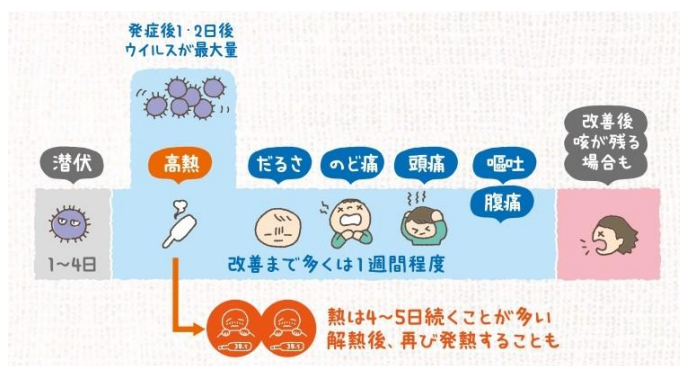 発症後1・2日後
ウイルスが最大量
潜伏
高熱
だるさ
のど痛
頭痛
嘔吐
腹痛
改善後
咳が残る
場合も
1〜4日
改善まで多くは1週間程度
熱は4〜5日続くことが多い
解熱後、再び発熱することも